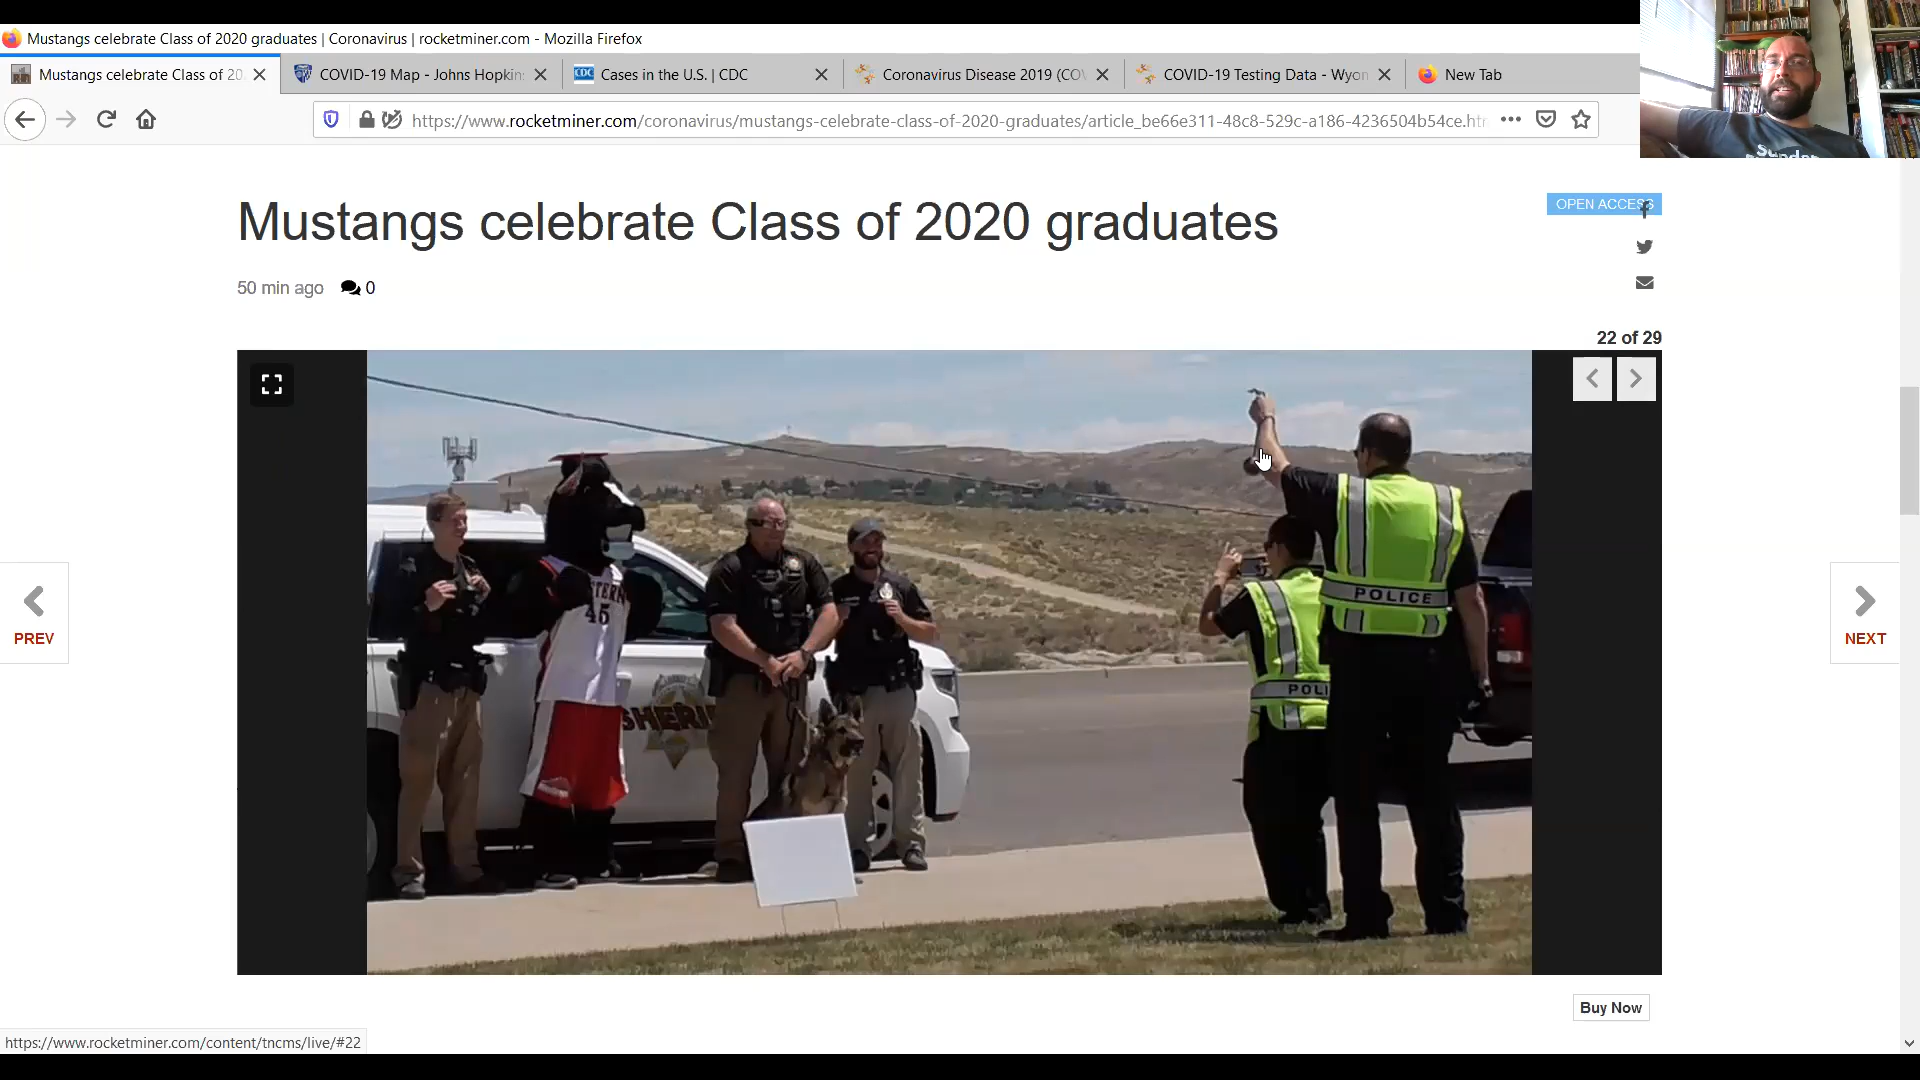 Mustangs celebrate Class of 2020 graduates | Coronavirus | rocketminer.com - Mozilla Firefox
Mustangs celebrate Class of 20
COVID-19 Map - Johns Hopkin
CDC
Cases in the U.S. | CDC
Coronavirus Disease 2019 (CO
COVID-19 Testing Data - Wyo
New Tab
https://www.rocketminer.com/coronavirus/mustangs-celebrate-class-of-2020-graduates/article_be66e311-48c8-529c-a186-4236504b54ce.ht
Mustangs celebrate Class of 2020 graduates
OPEN ACCESS
50 min ago 0
22 of 29
45
POLICE
POLI
SHERI
PREV
NEXT
Buy Now
https://www.rocketminer.com/content/tncms/live/#22